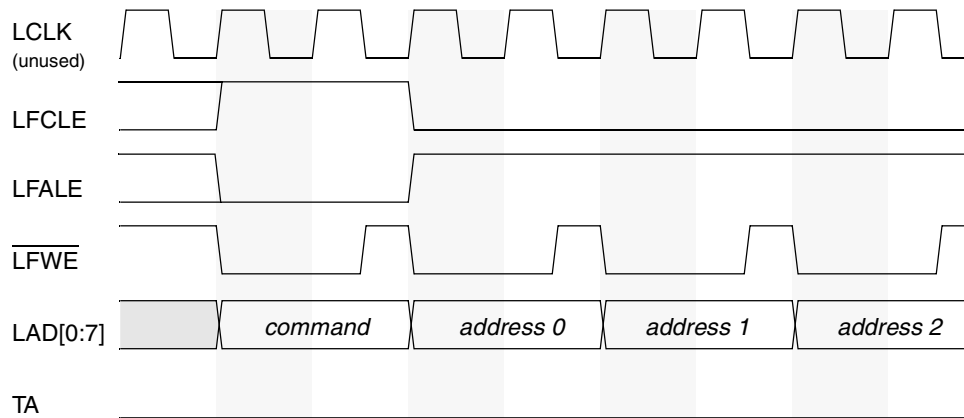 LCLK
(unused)
LFCLE
LFALE
LFWE
LAD[0:7] command address 0 address 1 address 2
TA